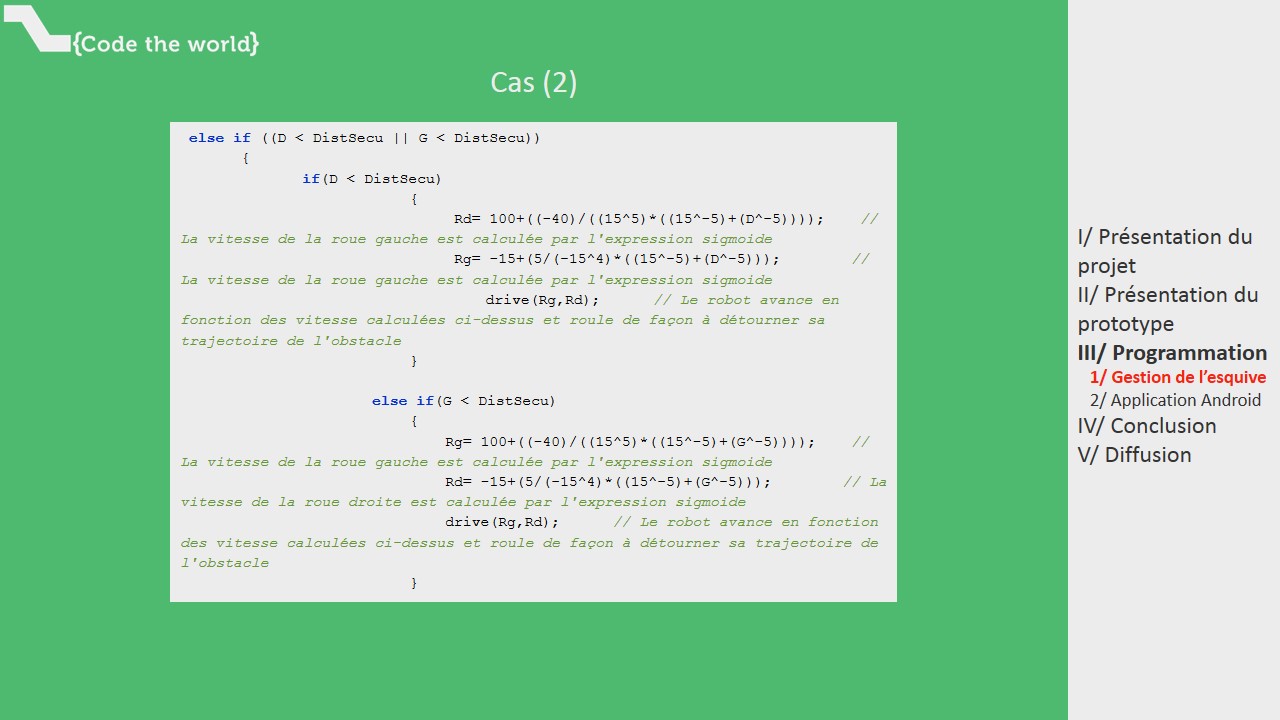 {Code the world}
Cas (2)
else if ((D < DistSecu || G < DistSecu))
{
if(D < DistSecu)
{
Rd= 100+((-40)/((15^5)*((15^-5)+(D^-5)))); //
La vitesse de la roue gauche est calculée par l'expression sigmoide
Rg= -15+(5/(-15^4)*((15^-5)+(D^-5))); //
La vitesse de la roue gauche est calculée par l'expression sigmoide
drive(Rg,Rd); // Le robot avance en
fonction des vitesse calculées ci-dessus et roule de façon à détourner sa
trajectoire de l'obstacle
}
else if(G < DistSecu)
{
Rg= 100+((-40)/((15^5)*((15^-5)+(G^-5)))); //
La vitesse de la roue gauche est calculée par l'expression sigmoide
Rd= -15+(5/(-15^4)*((15^-5)+(G^-5))); // La
vitesse de la roue droite est calculée par l'expression sigmoide
drive(Rg,Rd); // Le robot avance en fonction
des vitesse calculées ci-dessus et roule de façon à détourner sa trajectoire de
l'obstacle
}
I/ Présentation du
projet
II/ Présentation du
prototype
III/ Programmation
1/ Gestion de l’esquive
2/ Application Android
IV/ Conclusion
V/ Diffusion